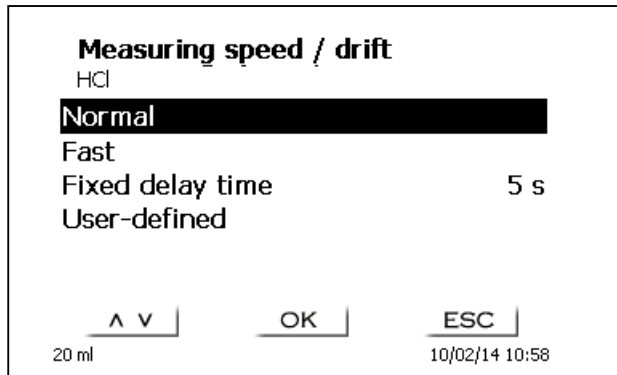 Measuring speed / drift
HCl
Normal
Fast
Fixed delay time 5 s
User-defined
∧ ∨ OK ESC
20 ml 10/02/14 10:58